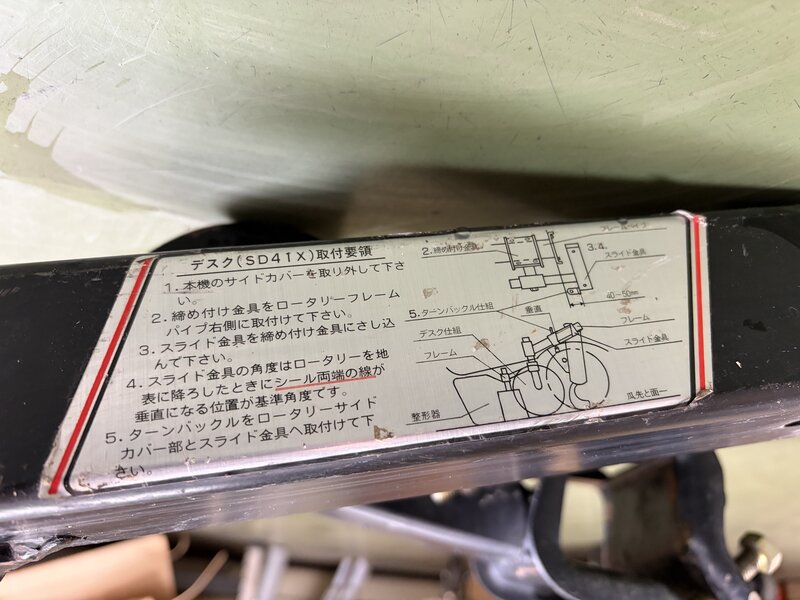 デスク(SD41X)取付要領
1. 本機のサイドカバーを取り外して下さ
い。
2. 締め付け金具をロータリーフレーム
パイプ右側に取付けて下さい。
3. スライド金具を締め付け金具にさし込
んで下さい。
4. スライド金具の角度はロータリーを地
表に降ろしたときにシール両端の線が
垂直になる位置が基準角度です。
5. ターンバックルをロータリーサイド
カバー部とスライド金具へ取付けて下
さい。
フレームパイプ
2. 締め付け金具
3.4.
スライド金具
40〜50mm
5. ターンバックル仕組
垂直
フレーム
デスク仕組
スライド金具
フレーム
整形器
爪先と面一